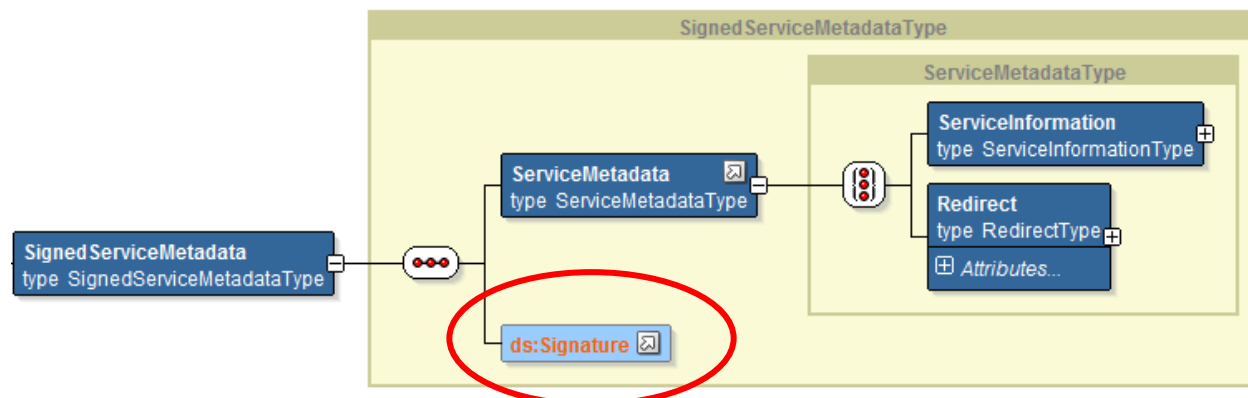 SignedServiceMetadataType
ServiceMetadataType
ServiceInformation
type ServiceInformationType
ServiceMetadata
type ServiceMetadataType
Redirect
type RedirectType
Attributes...
SignedServiceMetadata
type SignedServiceMetadataType
ds:Signature